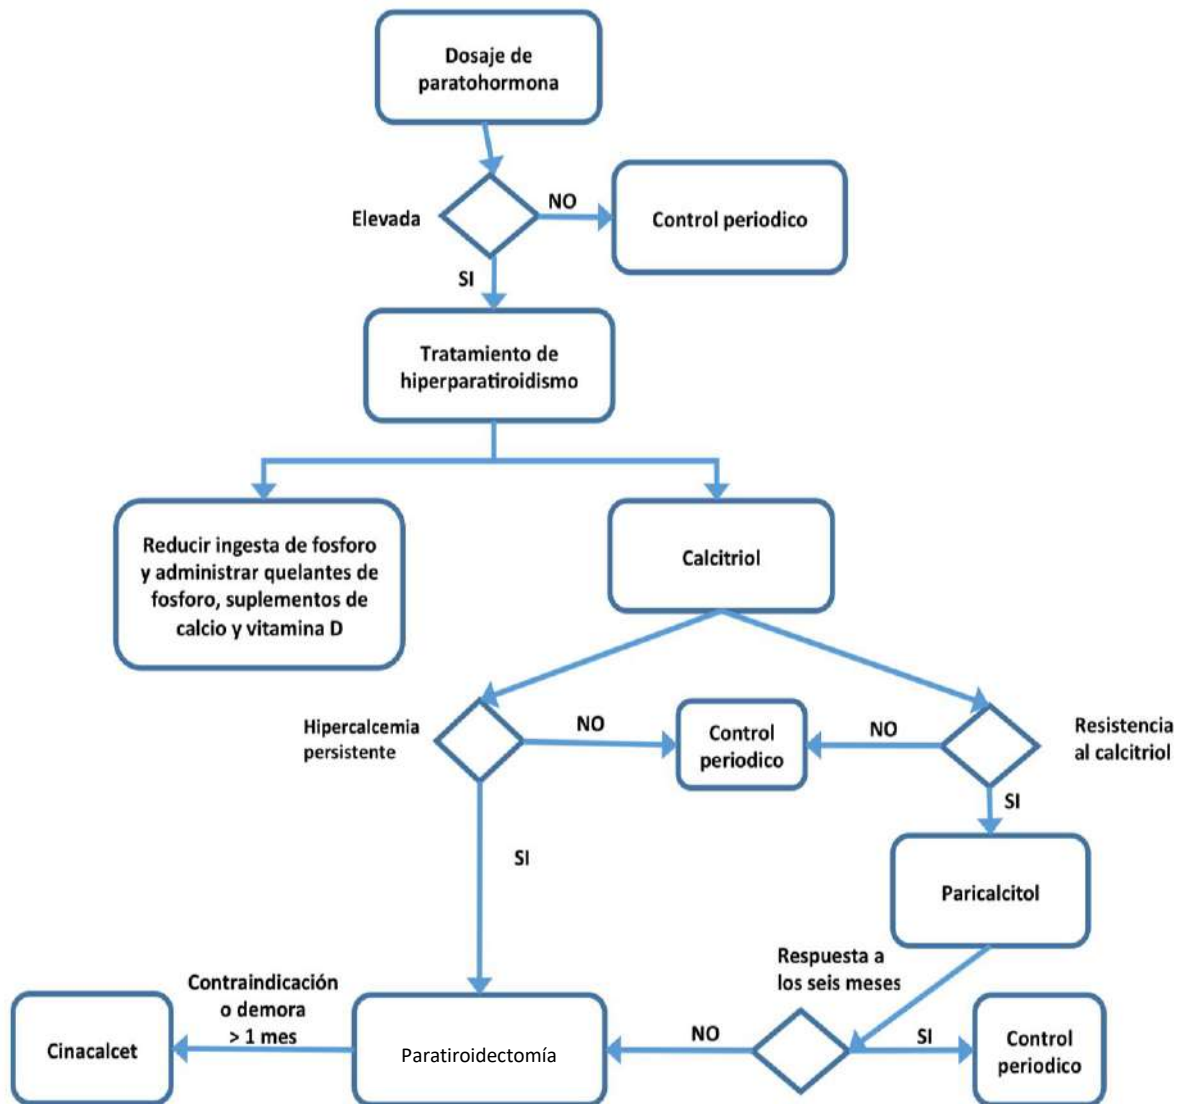 Dosaje de
paratohormona
Elevada
NO
Control periodico
SI
Tratamiento de
hiperparatiroidismo
Reducir ingesta de fosforo
y administrar quelantes de
fosforo, suplementos de
calcio y vitamina D
Calcitriol
Hipercalcemia
persistente
NO
Control
periodico
NO
Resistencia
al calcitriol
SI
SI
Paricalcitol
Respuesta a
los seis meses
Contraindicación
o demora
> 1 mes
Cinacalcet
Paratiroidectomía
NO
SI
Control
periodico